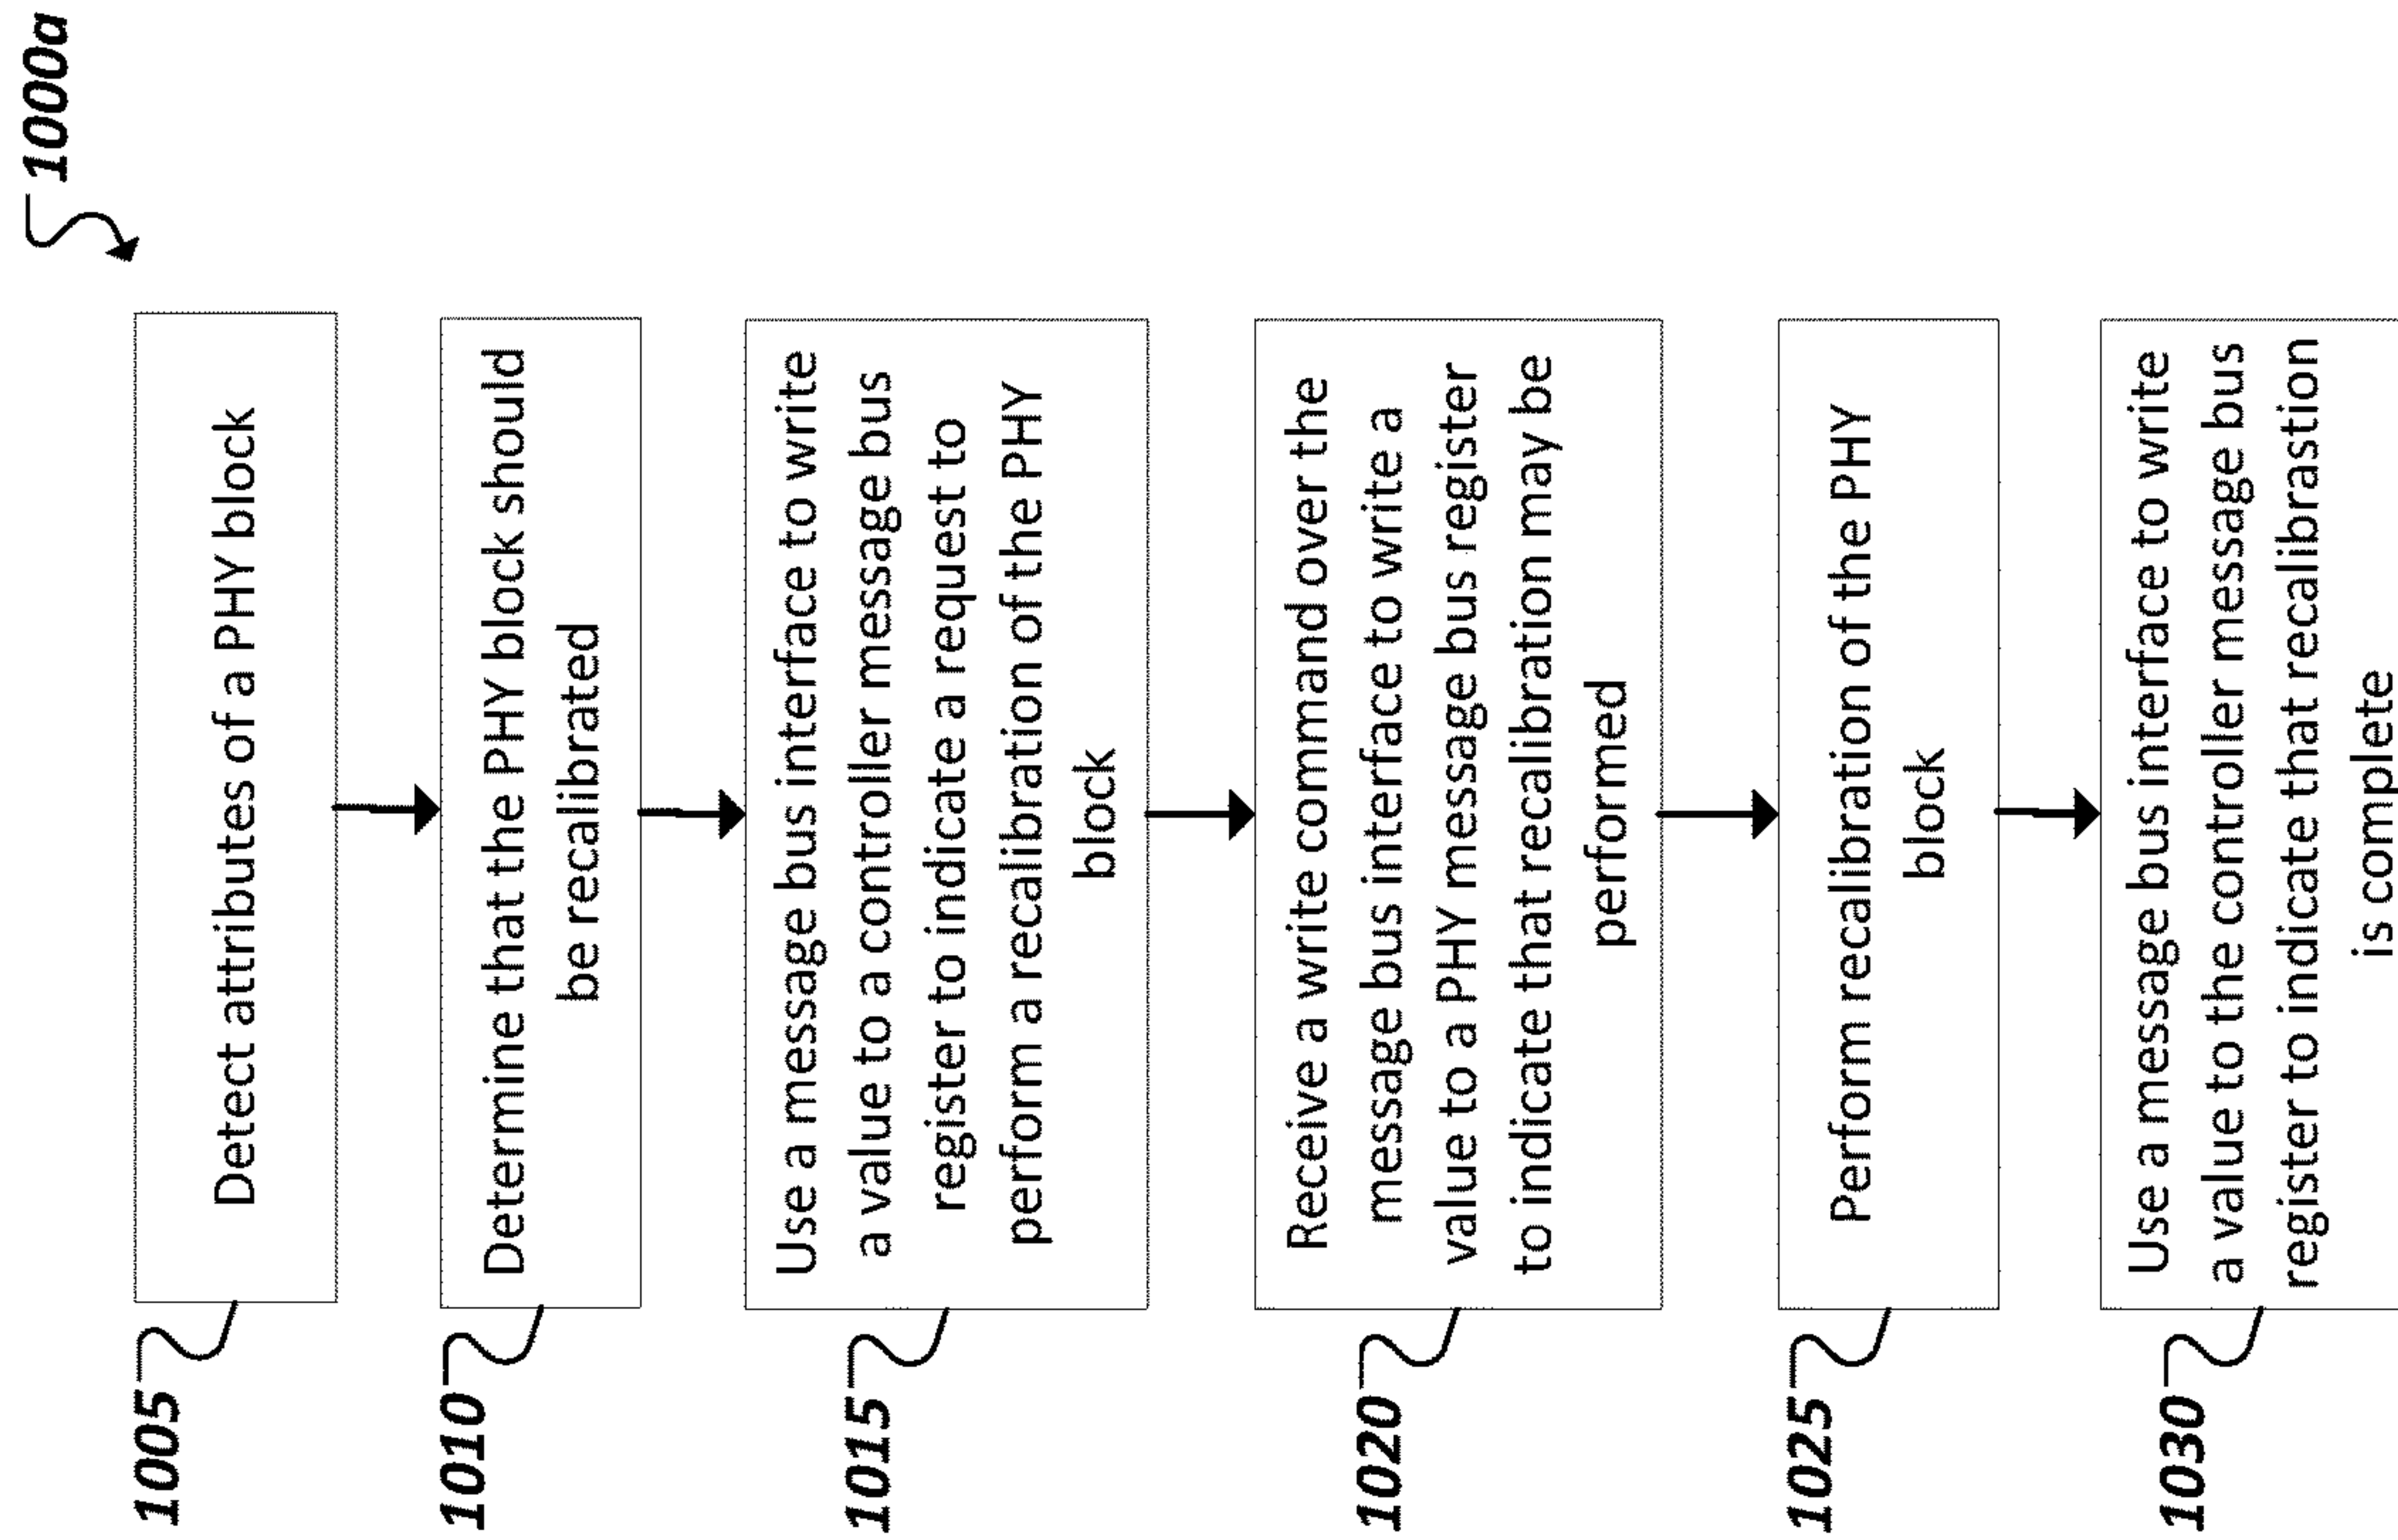 1000a
1005
Detect attributes of a PHY block
1010
Determine that the PHY block should
be recalibrated
1015
Use a message bus interface to write
a value to a controller message bus
register to indicate a request to
perform a recalibration of the PHY
block
1020
Receive a write command over the
message bus interface to write a
value to a PHY message bus register
to indicate that recalibration may be
performed
1025
Perform recalibration of the PHY
block
1030
Use a message bus interface to write
a value to the controller message bus
register to indicate that recalibrastion
is complete